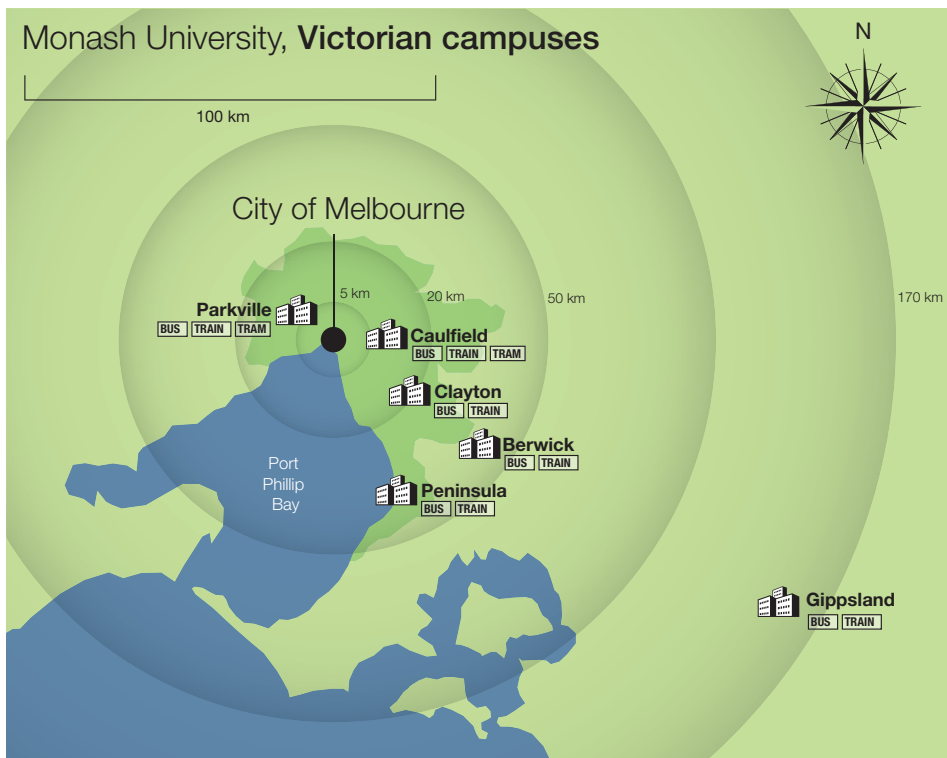 Monash University, Victorian campuses
N
100 km
City of Melbourne
5 km
20 km
50 km
170 km
Parkville
BUS TRAIN TRAM
Caulfield
BUS TRAIN TRAM
Clayton
BUS TRAIN
Berwick
BUS TRAIN
Port
Phillip
Bay
Peninsula
BUS TRAIN
Gippsland
BUS TRAIN